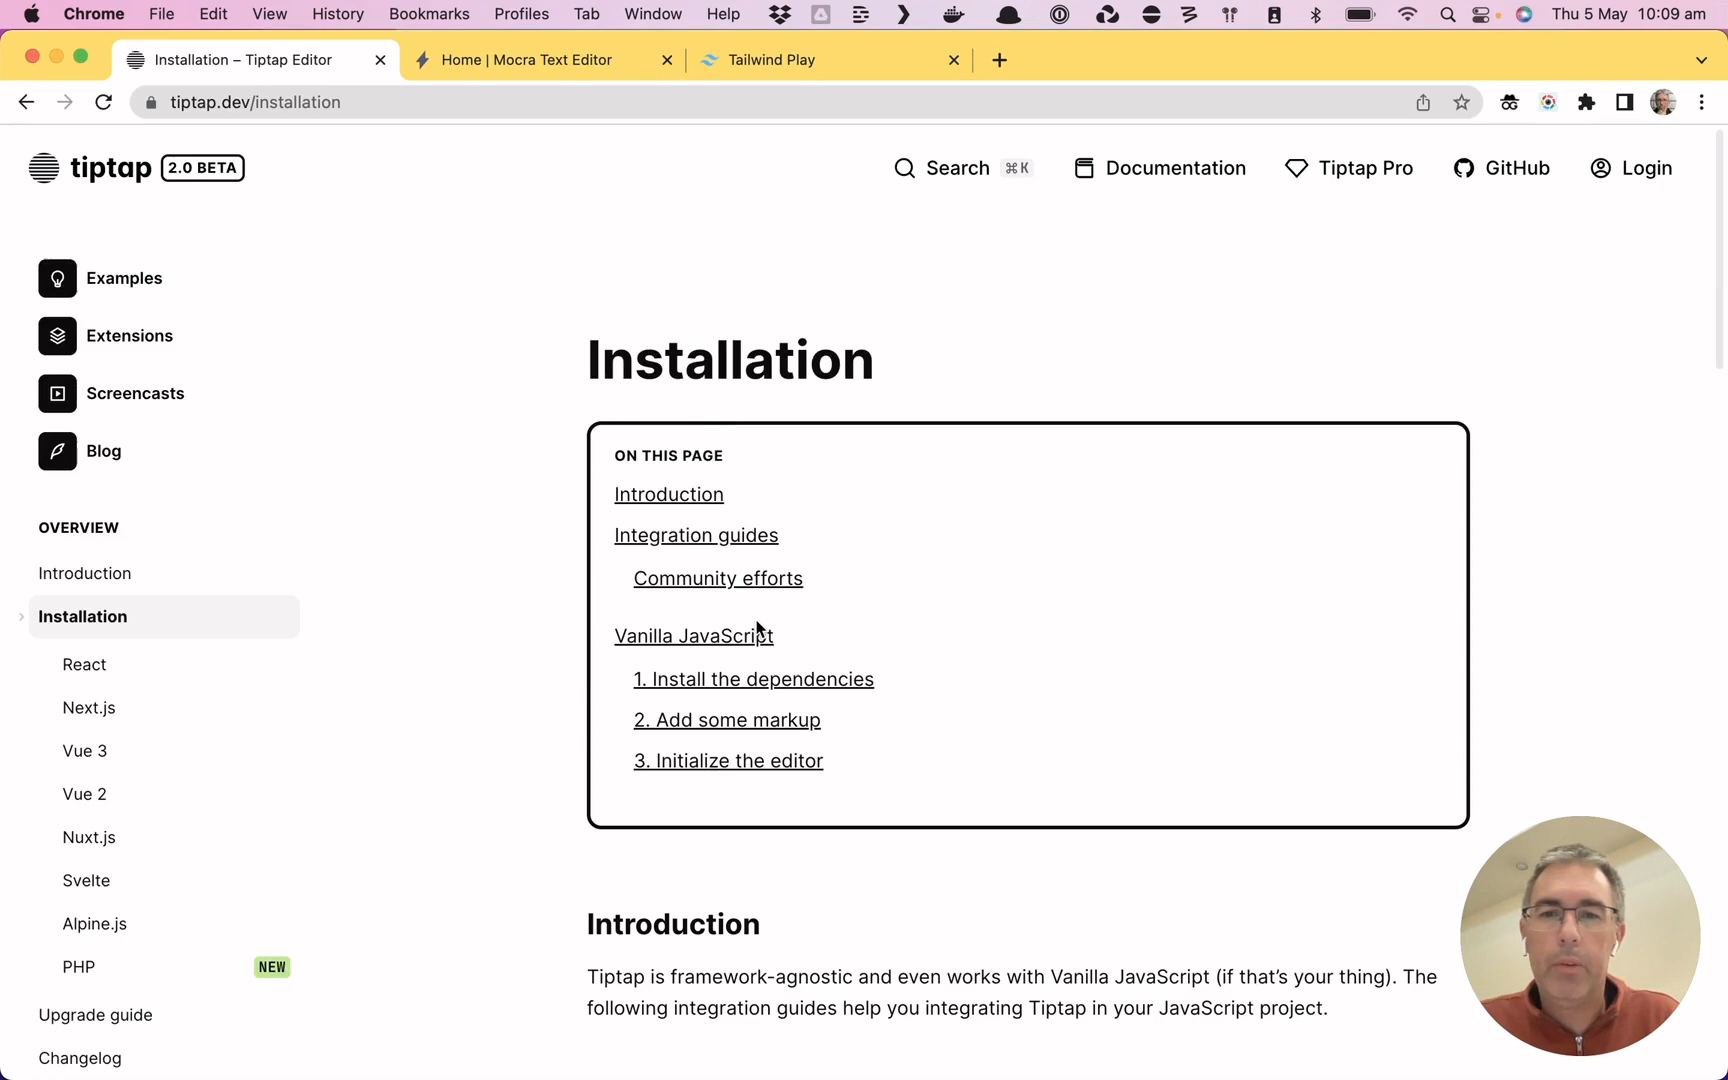 Chrome File Edit View History Bookmarks Profiles Tab Window Help Thu 5 May 10:09 am
Installation – Tiptap Editor
Home | Mocra Text Editor
Tailwind Play
tiptap.dev/installation
tiptap 2.0 BETA
Search ⌘K Documentation Tiptap Pro GitHub Login
Examples
Extensions
Screencasts
Blog
OVERVIEW
Introduction
Installation
React
Next.js
Vue 3
Vue 2
Nuxt.js
Svelte
Alpine.js
PHP NEW
Upgrade guide
Changelog
Installation
ON THIS PAGE
Introduction
Integration guides
Community efforts
Vanilla JavaScript
1. Install the dependencies
2. Add some markup
3. Initialize the editor
Introduction
Tiptap is framework-agnostic and even works with Vanilla JavaScript (if that’s your thing). The
following integration guides help you integrating Tiptap in your JavaScript project.